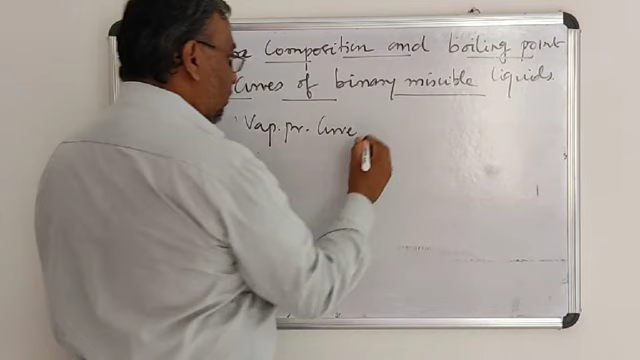 Composition and boiling point
Curves of binary miscible liquids.
Vap. pr. Curve